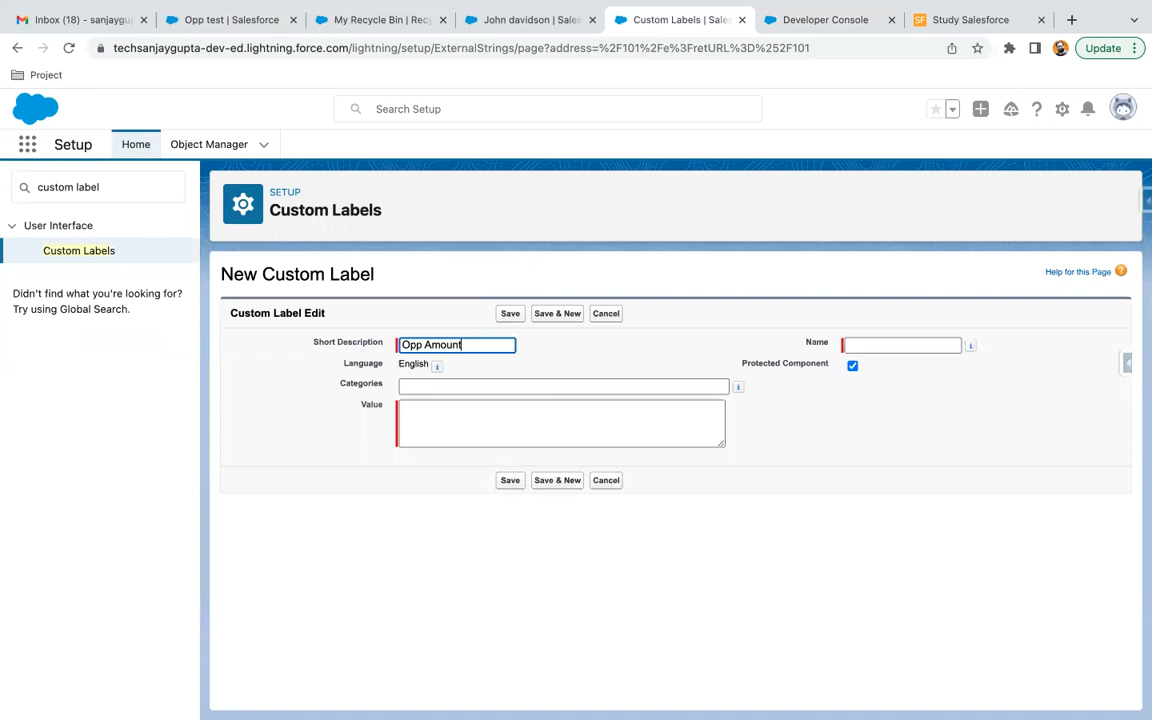 Inbox (18) - sanjaygu
Opp test | Salesforce
My Recycle Bin | Recyc
John davidson | Sales
Custom Labels | Sales
Developer Console
Study Salesforce
techsanjaygupta-dev-ed.lightning.force.com/lightning/setup/ExternalStrings/page?address=%2F101%2Fe%3FretURL%3D%252F101
Update
Project
Search Setup
Setup
Home
Object Manager
custom label
User Interface
Custom Labels
Didn't find what you're looking for?
Try using Global Search.
SETUP
Custom Labels
New Custom Label
Help for this Page
Custom Label Edit
Save
Save & New
Cancel
Short Description
Opp Amount
Name
Language
English
Protected Component
Categories
Value
Save
Save & New
Cancel